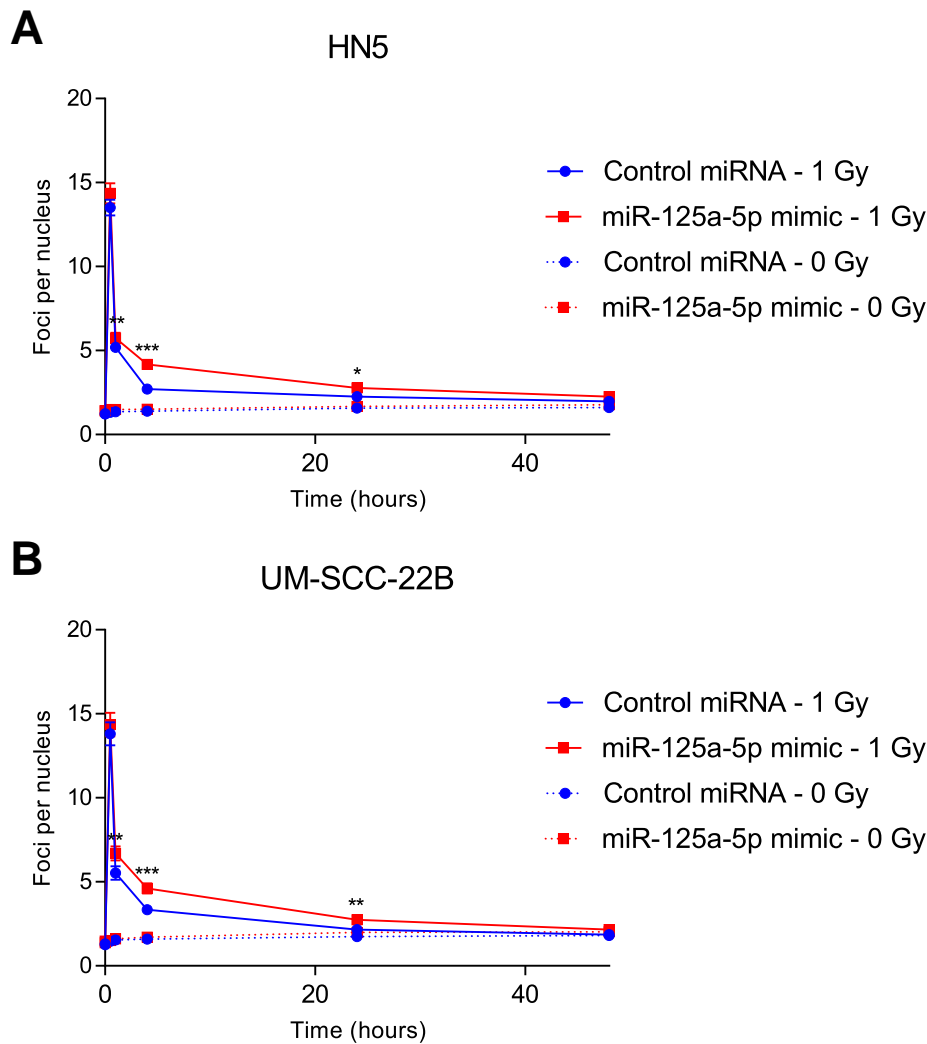 A
HN5
20
15
10
5
0
Foci per nucleus
**
***
*
0
20
40
Time (hours)
Control miRNA - 1 Gy
miR-125a-5p mimic - 1 Gy
Control miRNA - 0 Gy
miR-125a-5p mimic - 0 Gy
B
UM-SCC-22B
20
15
10
5
0
Foci per nucleus
**
***
**
0
20
40
Time (hours)
Control miRNA - 1 Gy
miR-125a-5p mimic - 1 Gy
Control miRNA - 0 Gy
miR-125a-5p mimic - 0 Gy